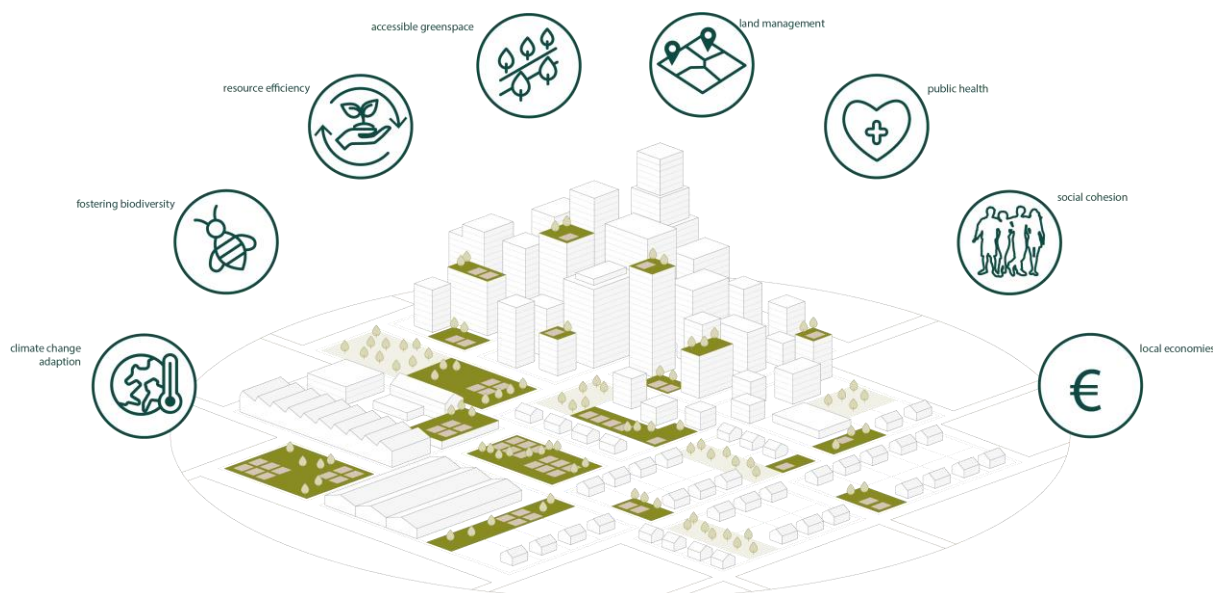 accessible greenspace
land management
resource efficiency
public health
fostering biodiversity
social cohesion
climate change
adaption
local economies
€